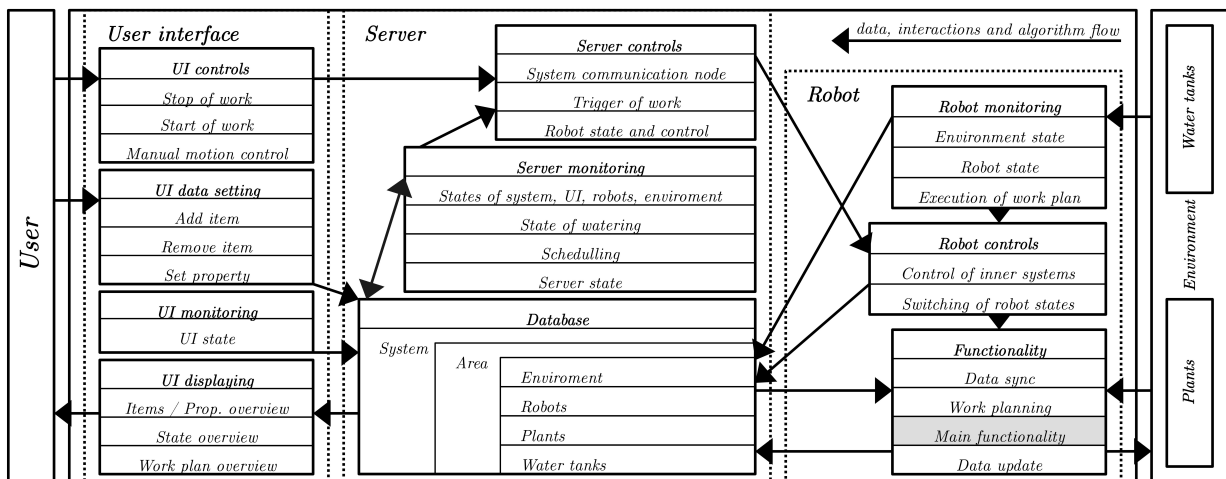 User
User interface
UI controls
Stop of work
Start of work
Manual motion control
UI data setting
Add item
Remove item
Set property
UI monitoring
UI state
UI displaying
Items / Prop. overview
State overview
Work plan overview
Server
Server controls
System communication node
Trigger of work
Robot state and control
Server monitoring
States of system, UI, robots, enviroment
State of watering
Schedulling
Server state
Database
System
Area
Enviroment
Robots
Plants
Water tanks
data, interactions and algorithm flow
Robot
Robot monitoring
Environment state
Robot state
Execution of work plan
Robot controls
Control of inner systems
Switching of robot states
Functionality
Data sync
Work planning
Main functionality
Data update
Water tanks
Environment
Plants